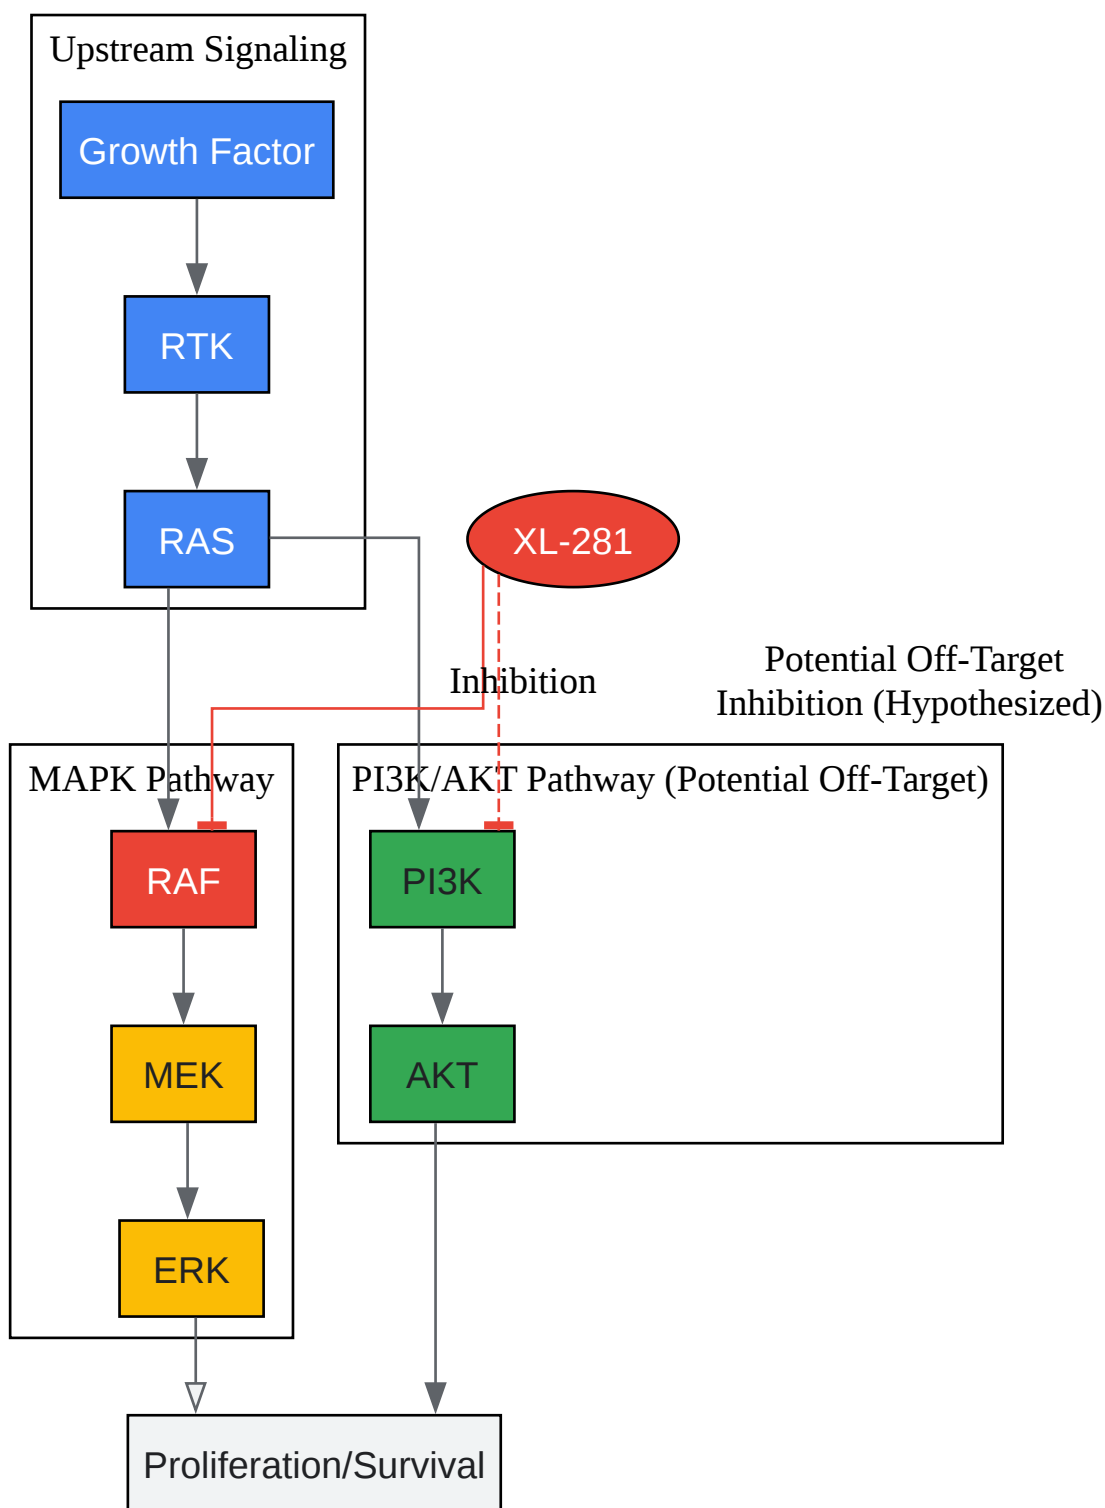 Upstream Signaling
Growth Factor
RTK
RAS
XL-281
Inhibition
Potential Off-Target
Inhibition (Hypothesized)
MAPK Pathway
PI3K/AKT Pathway (Potential Off-Target)
RAF
PI3K
MEK
AKT
ERK
Proliferation/Survival